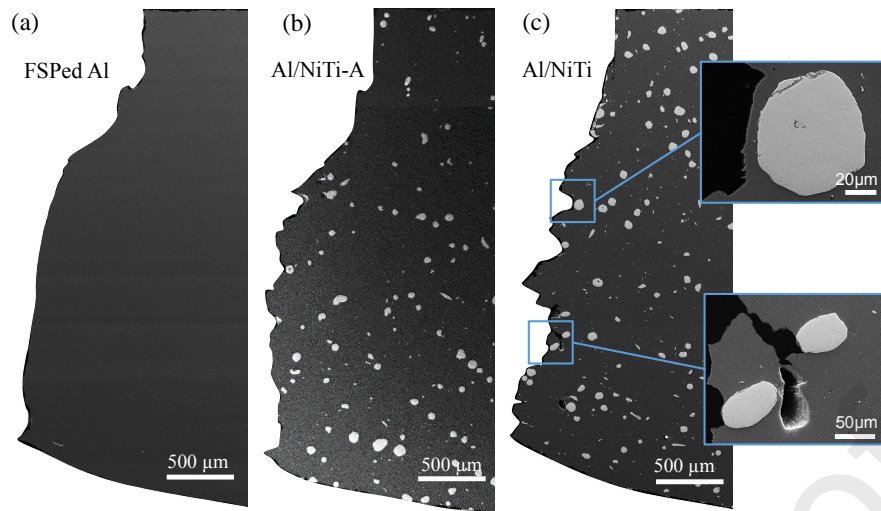 (a)
FSPed Al
500 µm
(b)
Al/NiTi-A
500 µm
(c)
Al/NiTi
500 µm
20µm
50µm